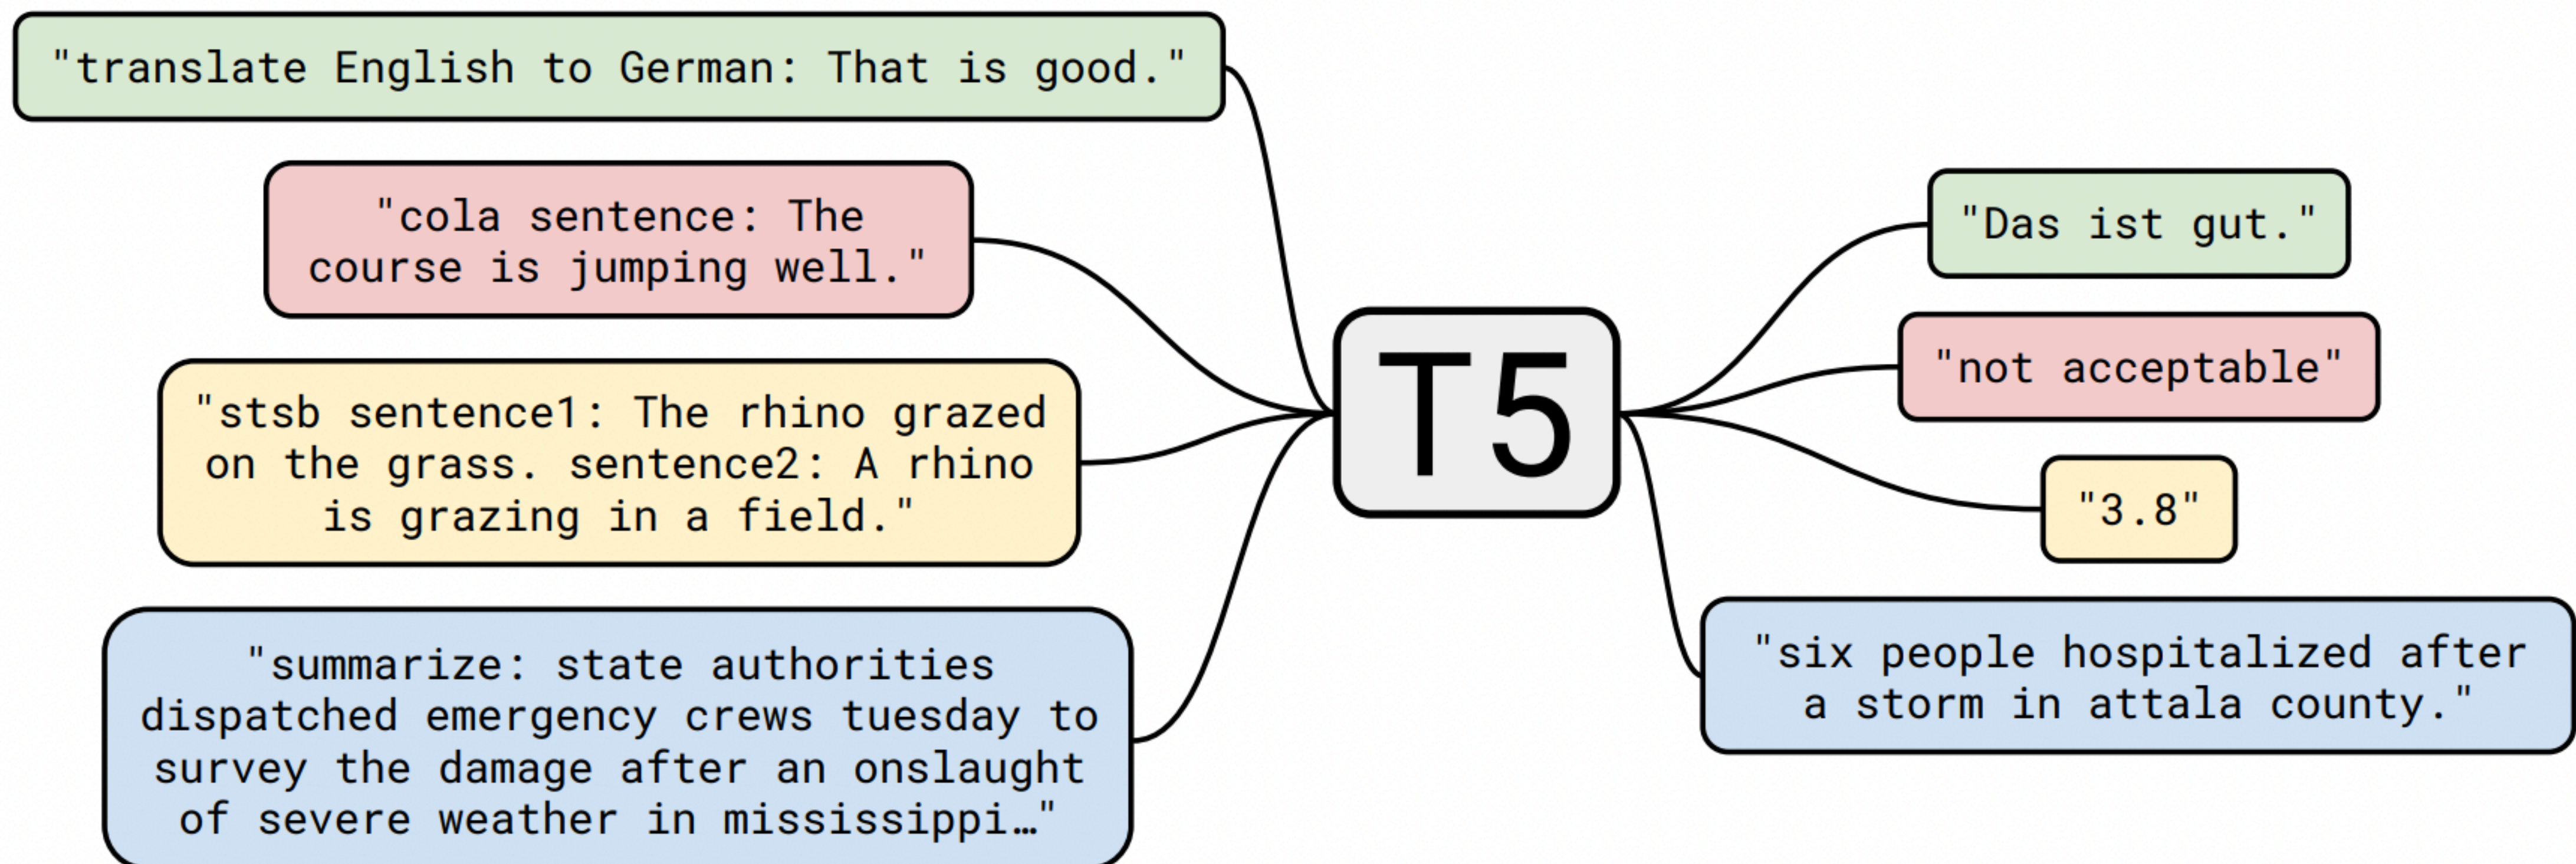 "translate English to German: That is good."
"cola sentence: The
course is jumping well."
"stsb sentence1: The rhino grazed
on the grass. sentence2: A rhino
is grazing in a field."
"summarize: state authorities
dispatched emergency crews tuesday to
survey the damage after an onslaught
of severe weather in mississippi…"
T5
"Das ist gut."
"not acceptable"
"3.8"
"six people hospitalized after
a storm in attala county."